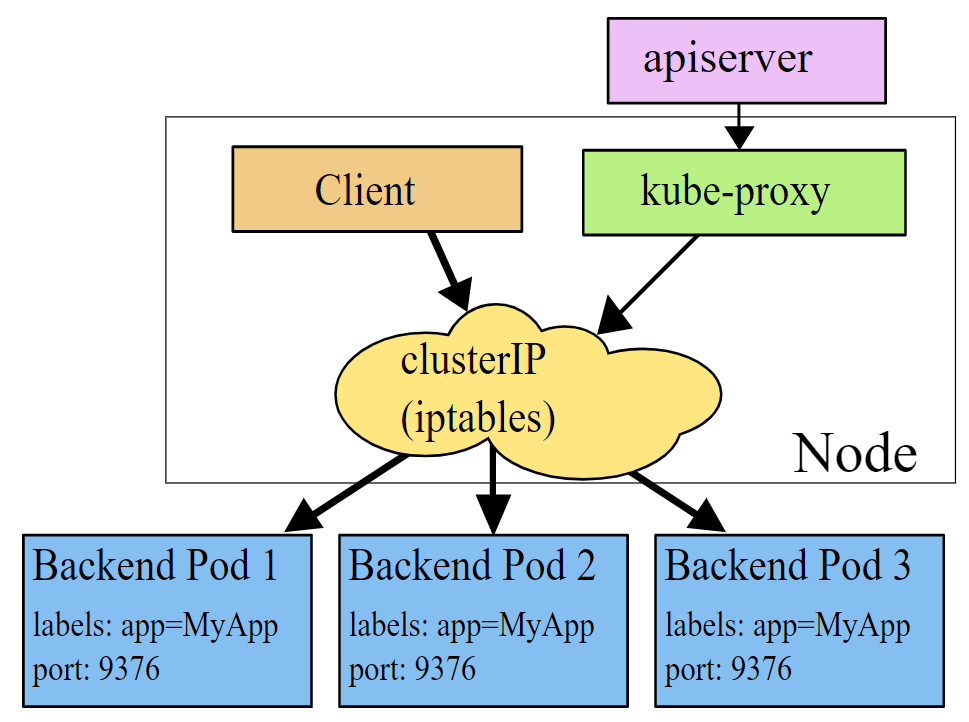 apiserver
Client
kube-proxy
clusterIP
(iptables)
Node
Backend Pod 1
labels: app=MyApp
port: 9376
Backend Pod 2
labels: app=MyApp
port: 9376
Backend Pod 3
labels: app=MyApp
port: 9376